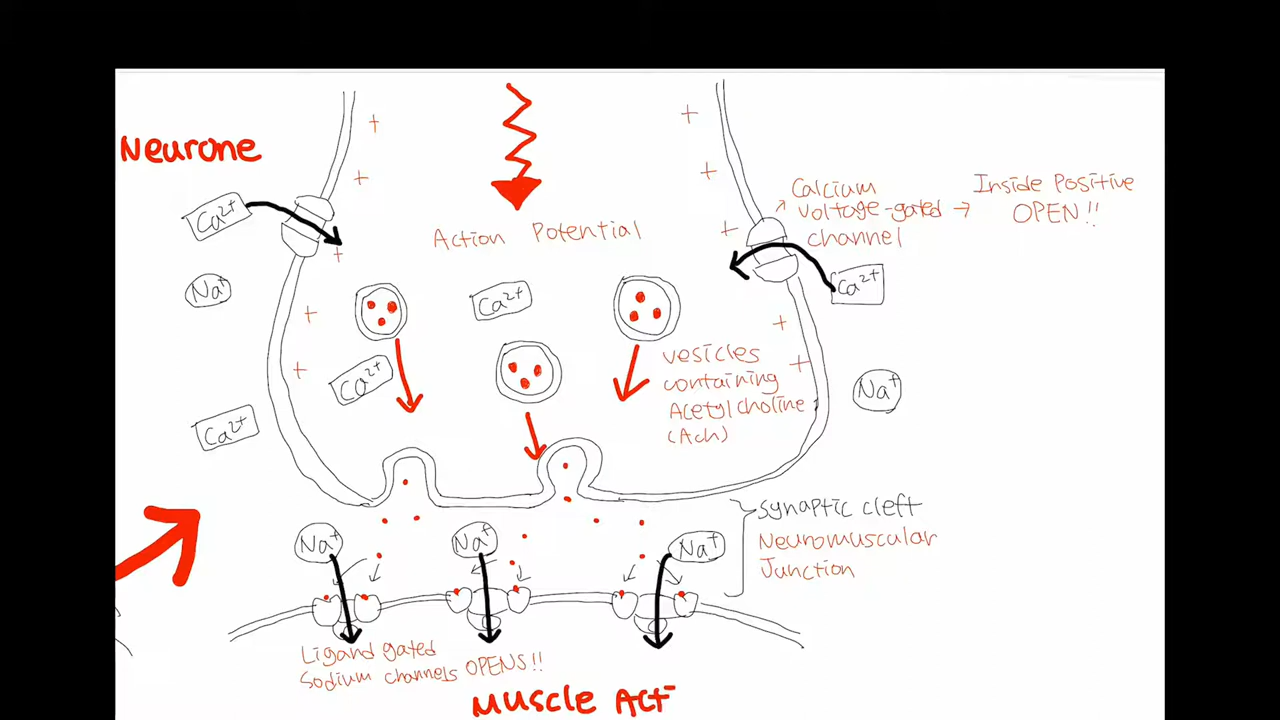 Neurone
Ca2+
Na+
Ca2+
Action Potential
Ca2+
Ca2+
vesicles
containing
Acetylcholine
(Ach)
Calcium
voltage-gated →
channel
Inside Positive
OPEN!!
Ca2+
Na+
synaptic cleft
Neuromuscular
Junction
Na+
Na+
Na+
Ligand gated
Sodium channels OPENS!!
Muscle Act